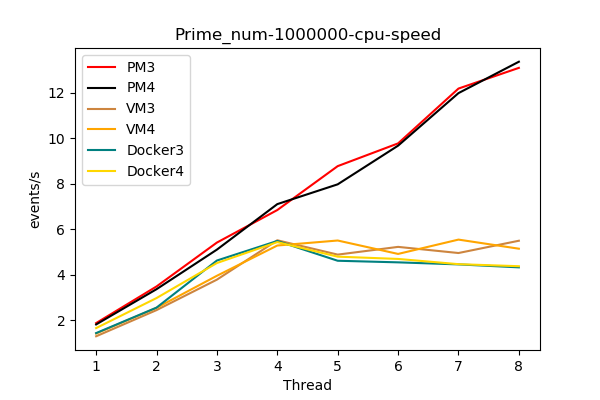 Prime_num-1000000-cpu-speed
PM3
PM4
VM3
VM4
Docker3
Docker4
events/s
12
10
8
6
4
2
1 2 3 4 5 6 7 8
Thread